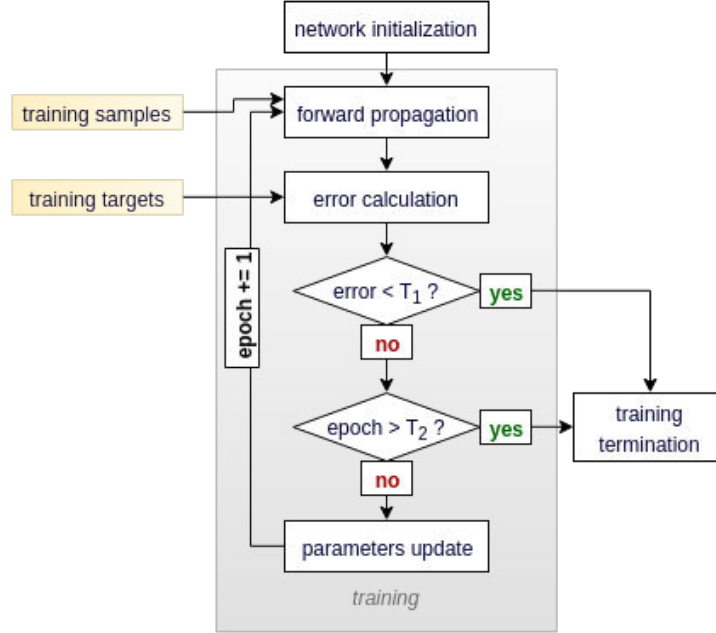 network initialization
training samples
forward propagation
training targets
error calculation
error < T₁ ?
yes
no
epoch += 1
epoch > T₂ ?
yes
training
termination
no
parameters update
training